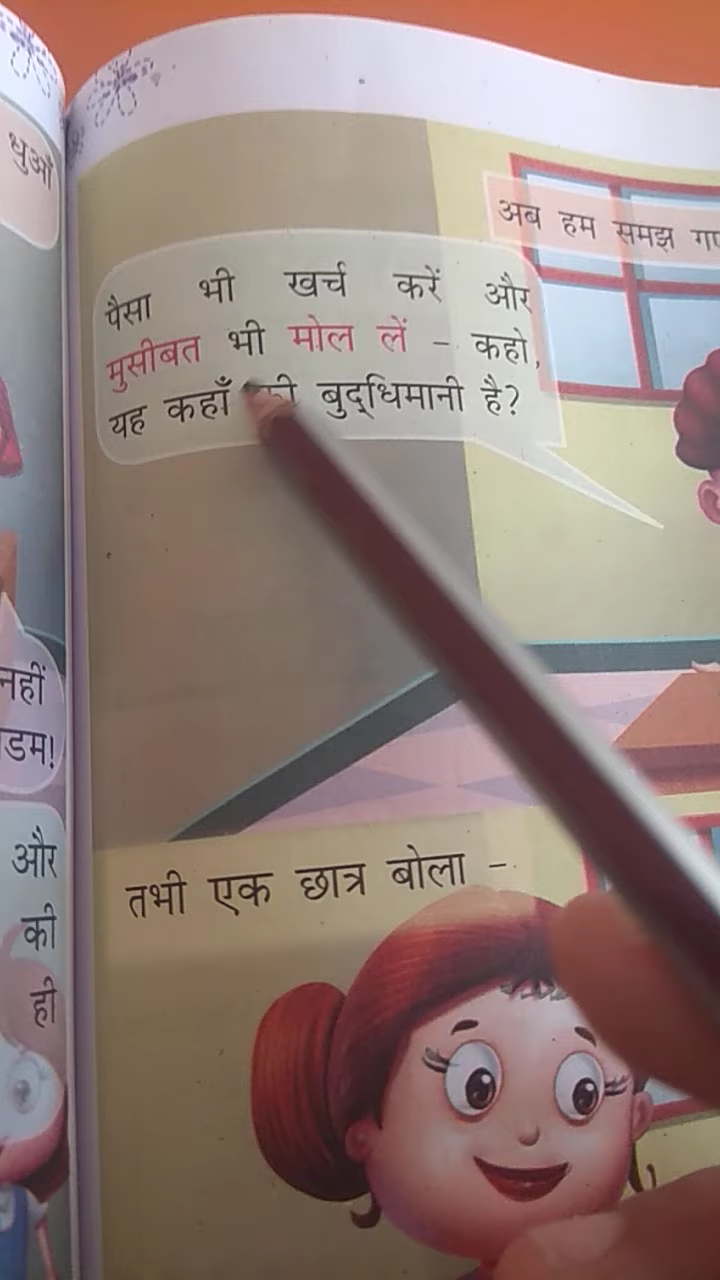 धुआँ
नहीं
डम!
और
की
ही
अब हम समझ
पैसा भी खर्च करें और
मुसीबत भी मोल लें – कहो,
यह कहाँ की बुद्धिमानी है?
तभी एक छात्र बोला –